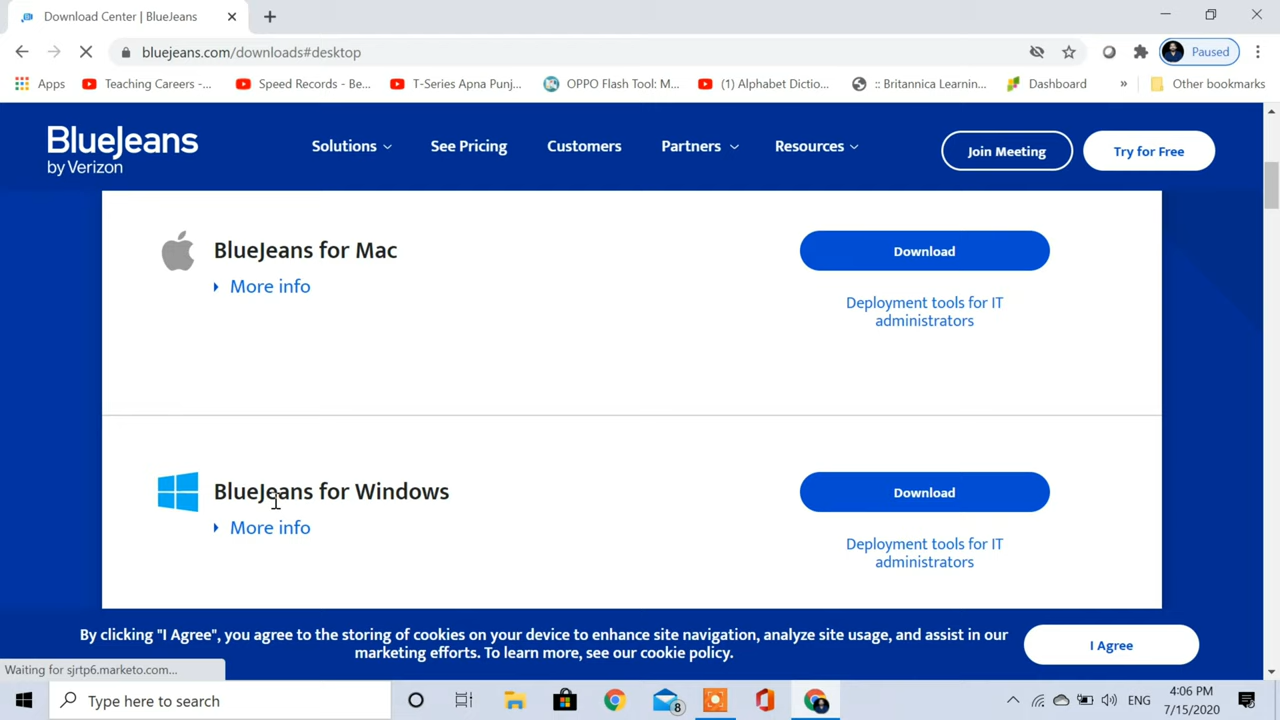 Download Center | BlueJeans
bluejeans.com/downloads#desktop
Paused
Apps
Teaching Careers -...
Speed Records - Be...
T-Series Apna Punj...
OPPO Flash Tool: M...
(1) Alphabet Dictio...
:: Britannica Learnin...
Dashboard
»
Other bookmarks
BlueJeans
by Verizon
Solutions
See Pricing
Customers
Partners
Resources
Join Meeting
Try for Free
BlueJeans for Mac
More info
Download
Deployment tools for IT
administrators
BlueJeans for Windows
More info
Download
Deployment tools for IT
administrators
By clicking "I Agree", you agree to the storing of cookies on your device to enhance site navigation, analyze site usage, and assist in our
marketing efforts. To learn more, see our cookie policy.
I Agree
Waiting for sjrtp6.marketo.com...
Type here to search
8
ENG
4:06 PM
7/15/2020